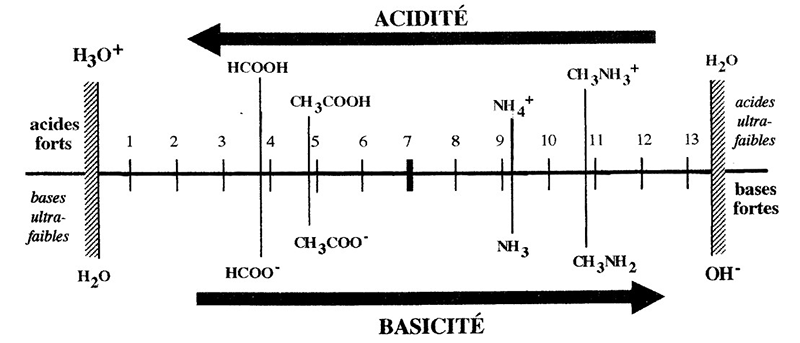 ACIDITÉ
H₃O⁺
HCOOH
CH₃COOH
NH₄⁺
CH₃NH₃⁺
H₂O
acides forts
acides ultra-faibles
1 2 3 4 5 6 7 8 9 10 11 12 13
bases ultra-faibles
bases fortes
H₂O
HCOO⁻
CH₃COO⁻
NH₃
CH₃NH₂
OH⁻
BASICITÉ